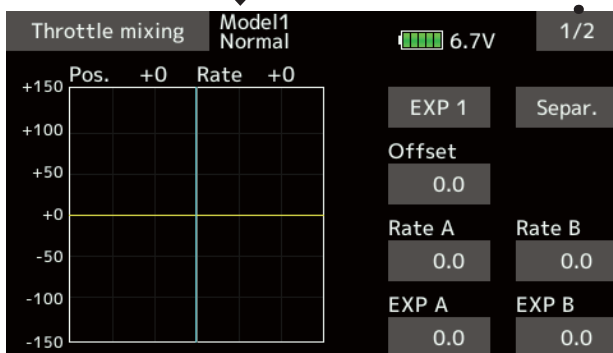 Throttle mixing Model1 Normal 6.7V 1/2
Pos. +0 Rate +0
+150
+100
+50
+0
-50
-100
-150
EXP 1 Separ.
Offset
0.0
Rate A Rate B
0.0 0.0
EXP A EXP B
0.0 0.0